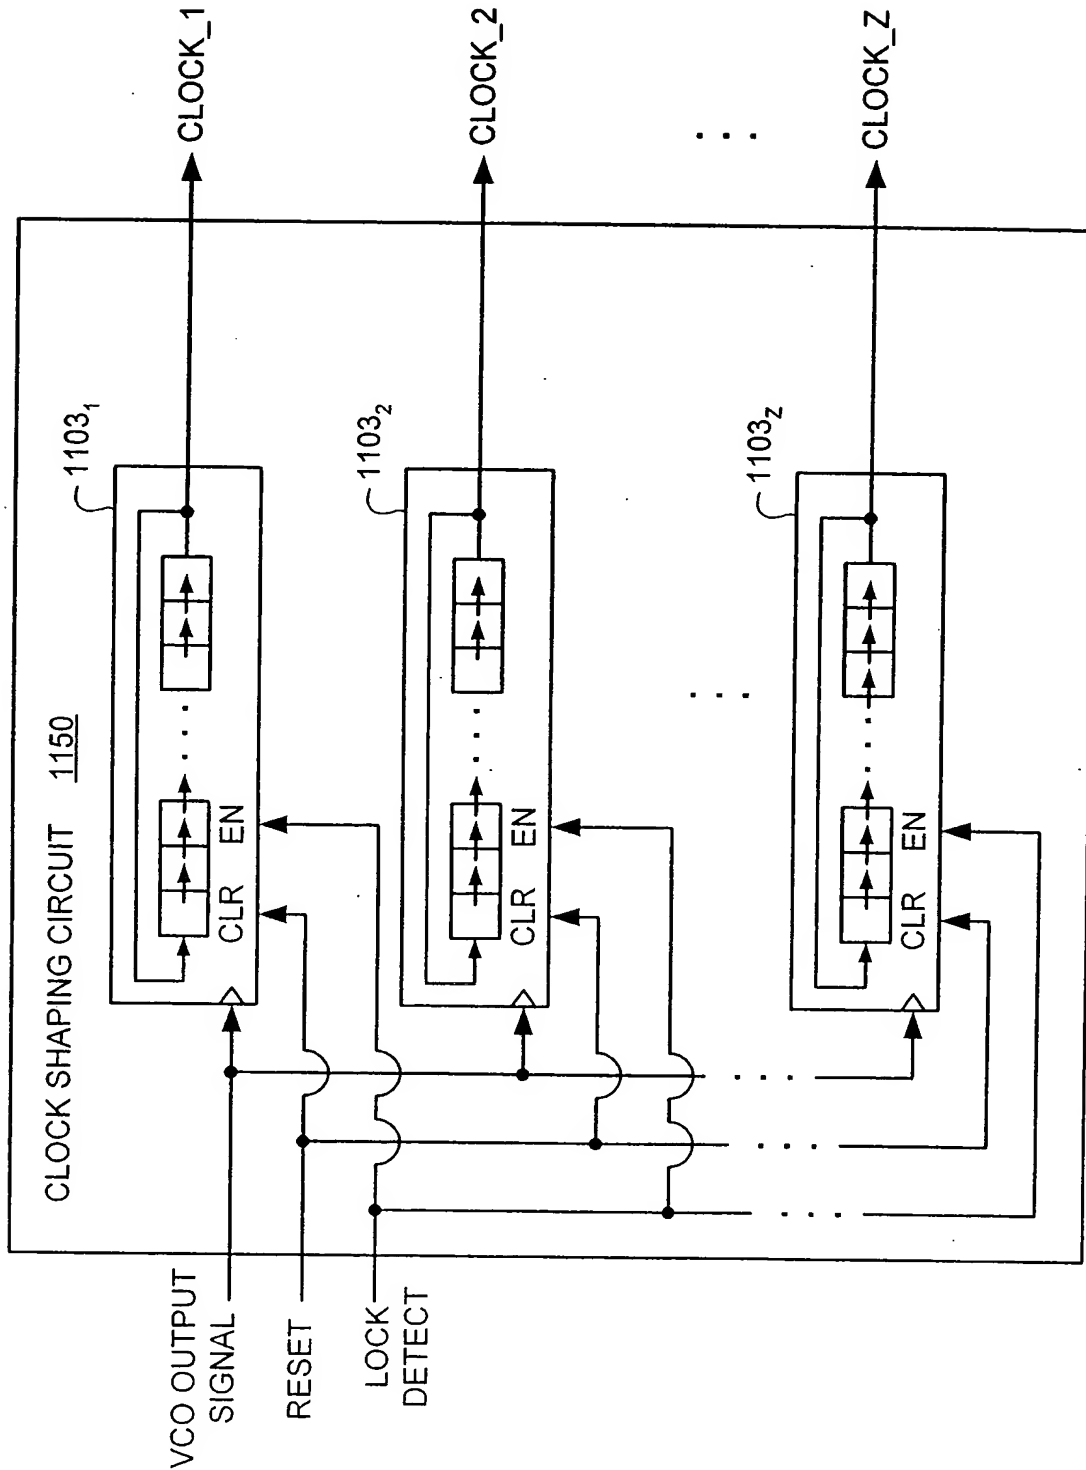 CLOCK SHAPING CIRCUIT 1150
VCO OUTPUT
SIGNAL
RESET
LOCK
DETECT
1103₁
CLR EN
CLOCK_1
1103₂
CLR EN
CLOCK_2
. . .
. . .
1103_Z
CLR EN
CLOCK_Z